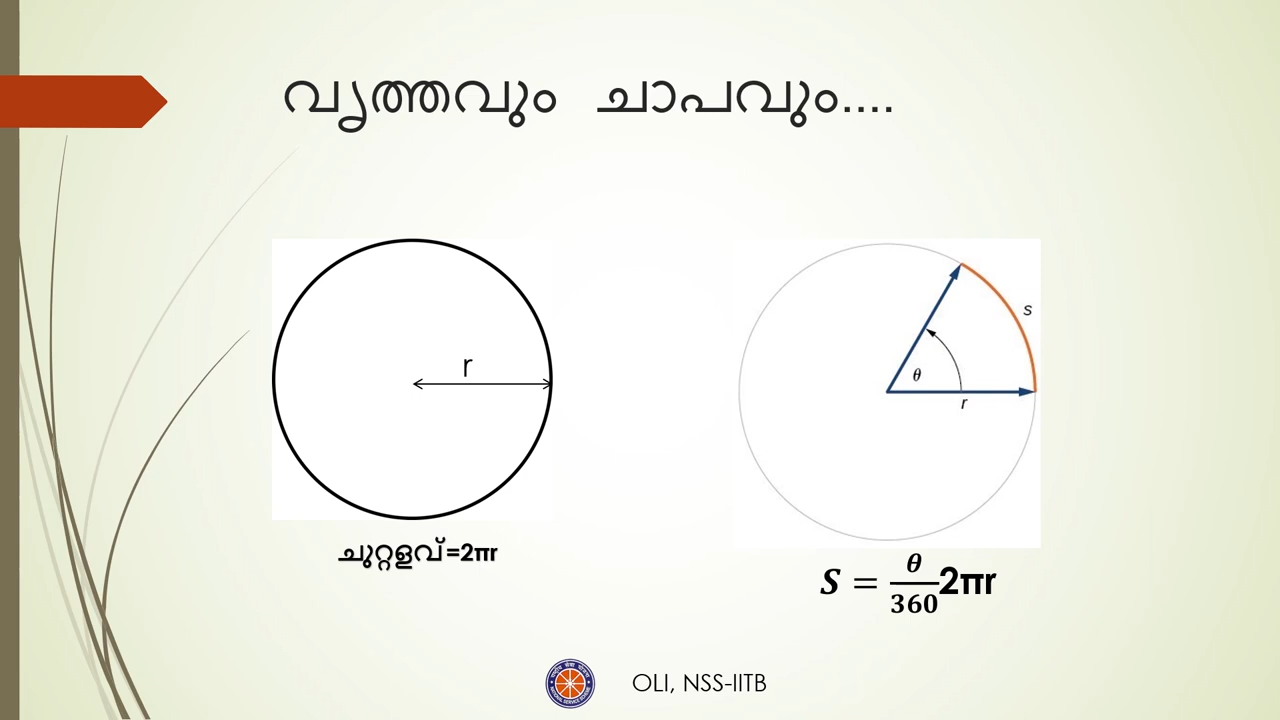 വൃത്തവും ചാപവും....
r
s
θ
r
ചുറ്റളവ്=2πr
S = θ/360 2πr
OLI, NSS-IITB